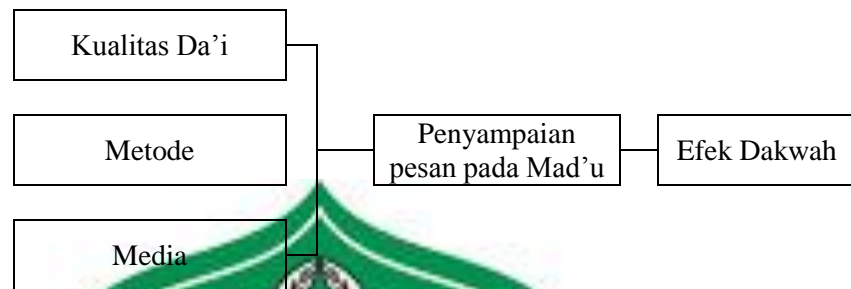 Kualitas Da’i
Metode
Penyampaian
pesan pada Mad’u
Efek Dakwah
Media